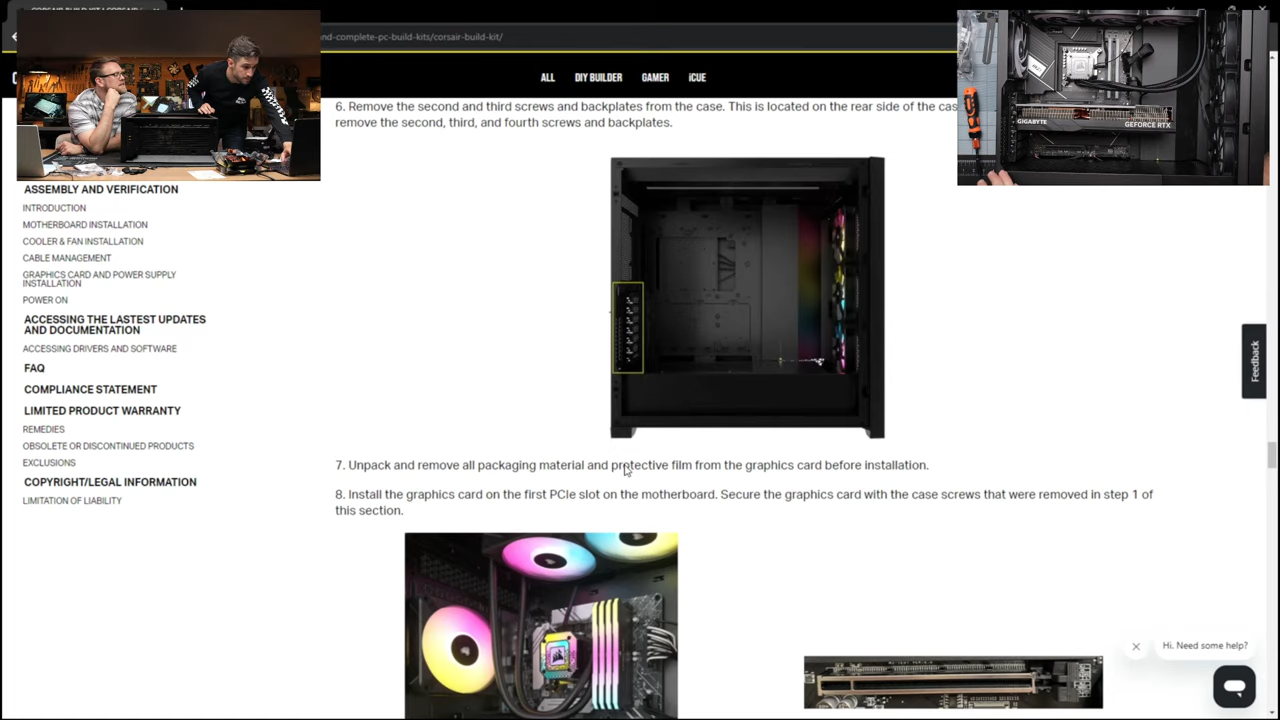 and-complete-pc-build-kits/corsair-build-kit/
ALL DIY BUILDER GAMER iCUE
6. Remove the second and third screws and backplates from the case. This is located on the rear side of the cas
remove the second, third, and fourth screws and backplates.
GIGABYTE
GEFORCE RTX
ASSEMBLY AND VERIFICATION
INTRODUCTION
MOTHERBOARD INSTALLATION
COOLER & FAN INSTALLATION
CABLE MANAGEMENT
GRAPHICS CARD AND POWER SUPPLY
INSTALLATION
POWER ON
ACCESSING THE LASTEST UPDATES
AND DOCUMENTATION
ACCESSING DRIVERS AND SOFTWARE
FAQ
COMPLIANCE STATEMENT
LIMITED PRODUCT WARRANTY
REMEDIES
OBSOLETE OR DISCONTINUED PRODUCTS
EXCLUSIONS
COPYRIGHT/LEGAL INFORMATION
LIMITATION OF LIABILITY
Feedback
7. Unpack and remove all packaging material and protective film from the graphics card before installation.
8. Install the graphics card on the first PCIe slot on the motherboard. Secure the graphics card with the case screws that were removed in step 1 of
this section.
Hi. Need some help?